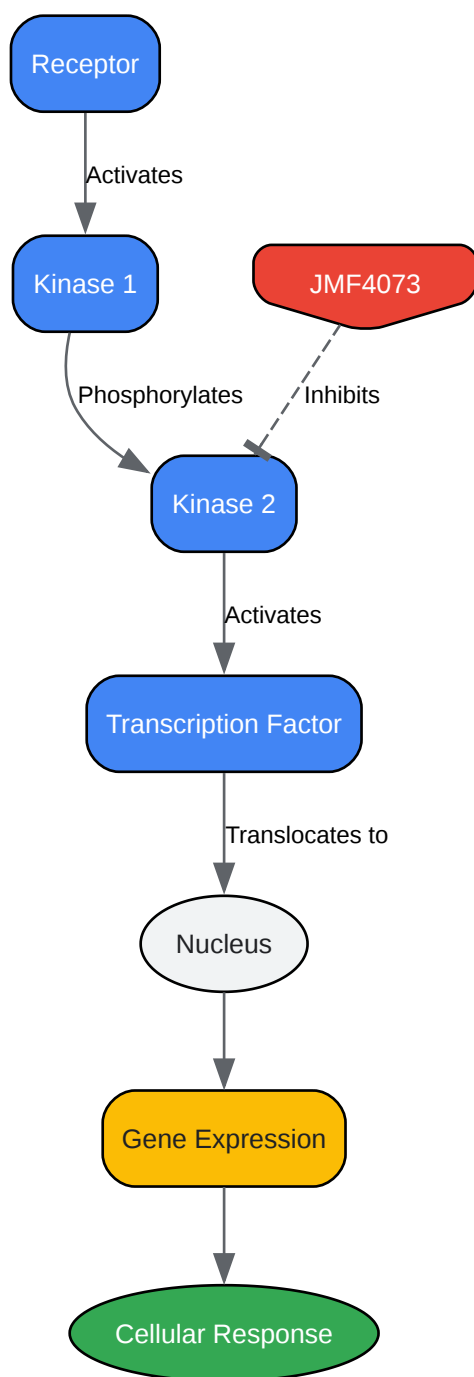 Receptor
Activates
Kinase 1
JMF4073
Phosphorylates
Inhibits
Kinase 2
Activates
Transcription Factor
Translocates to
Nucleus
Gene Expression
Cellular Response